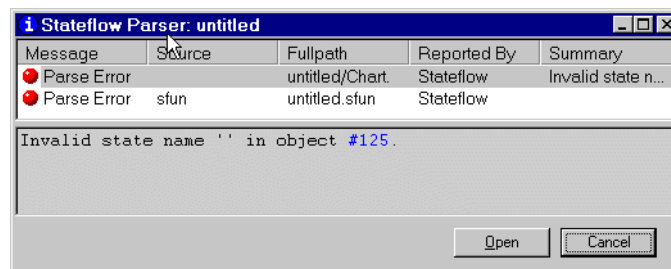 Stateflow Parser: untitled
Message Source Fullpath Reported By Summary
Parse Error untitled/Chart. Stateflow Invalid state n...
Parse Error sfun untitled.sfun Stateflow
Invalid state name '' in object #125.
Open Cancel